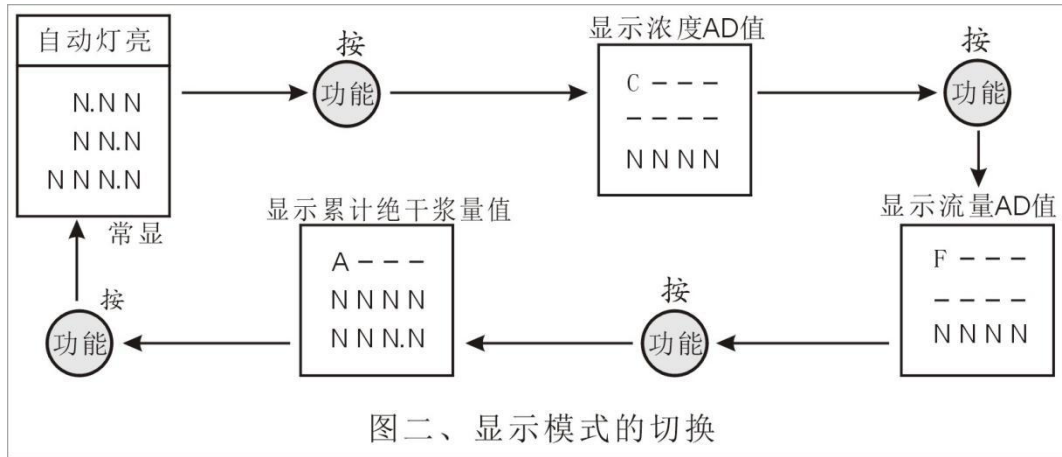 自动灯亮
N.N N
N N.N
N N N.N
常显
按
功能
显示浓度AD值
C - - -
- - - -
N N N N
按
功能
显示流量AD值
F - - -
- - - -
N N N N
按
功能
显示累计绝干浆量值
A - - -
N N N N
N N N.N
按
功能
图二、显示模式的切换